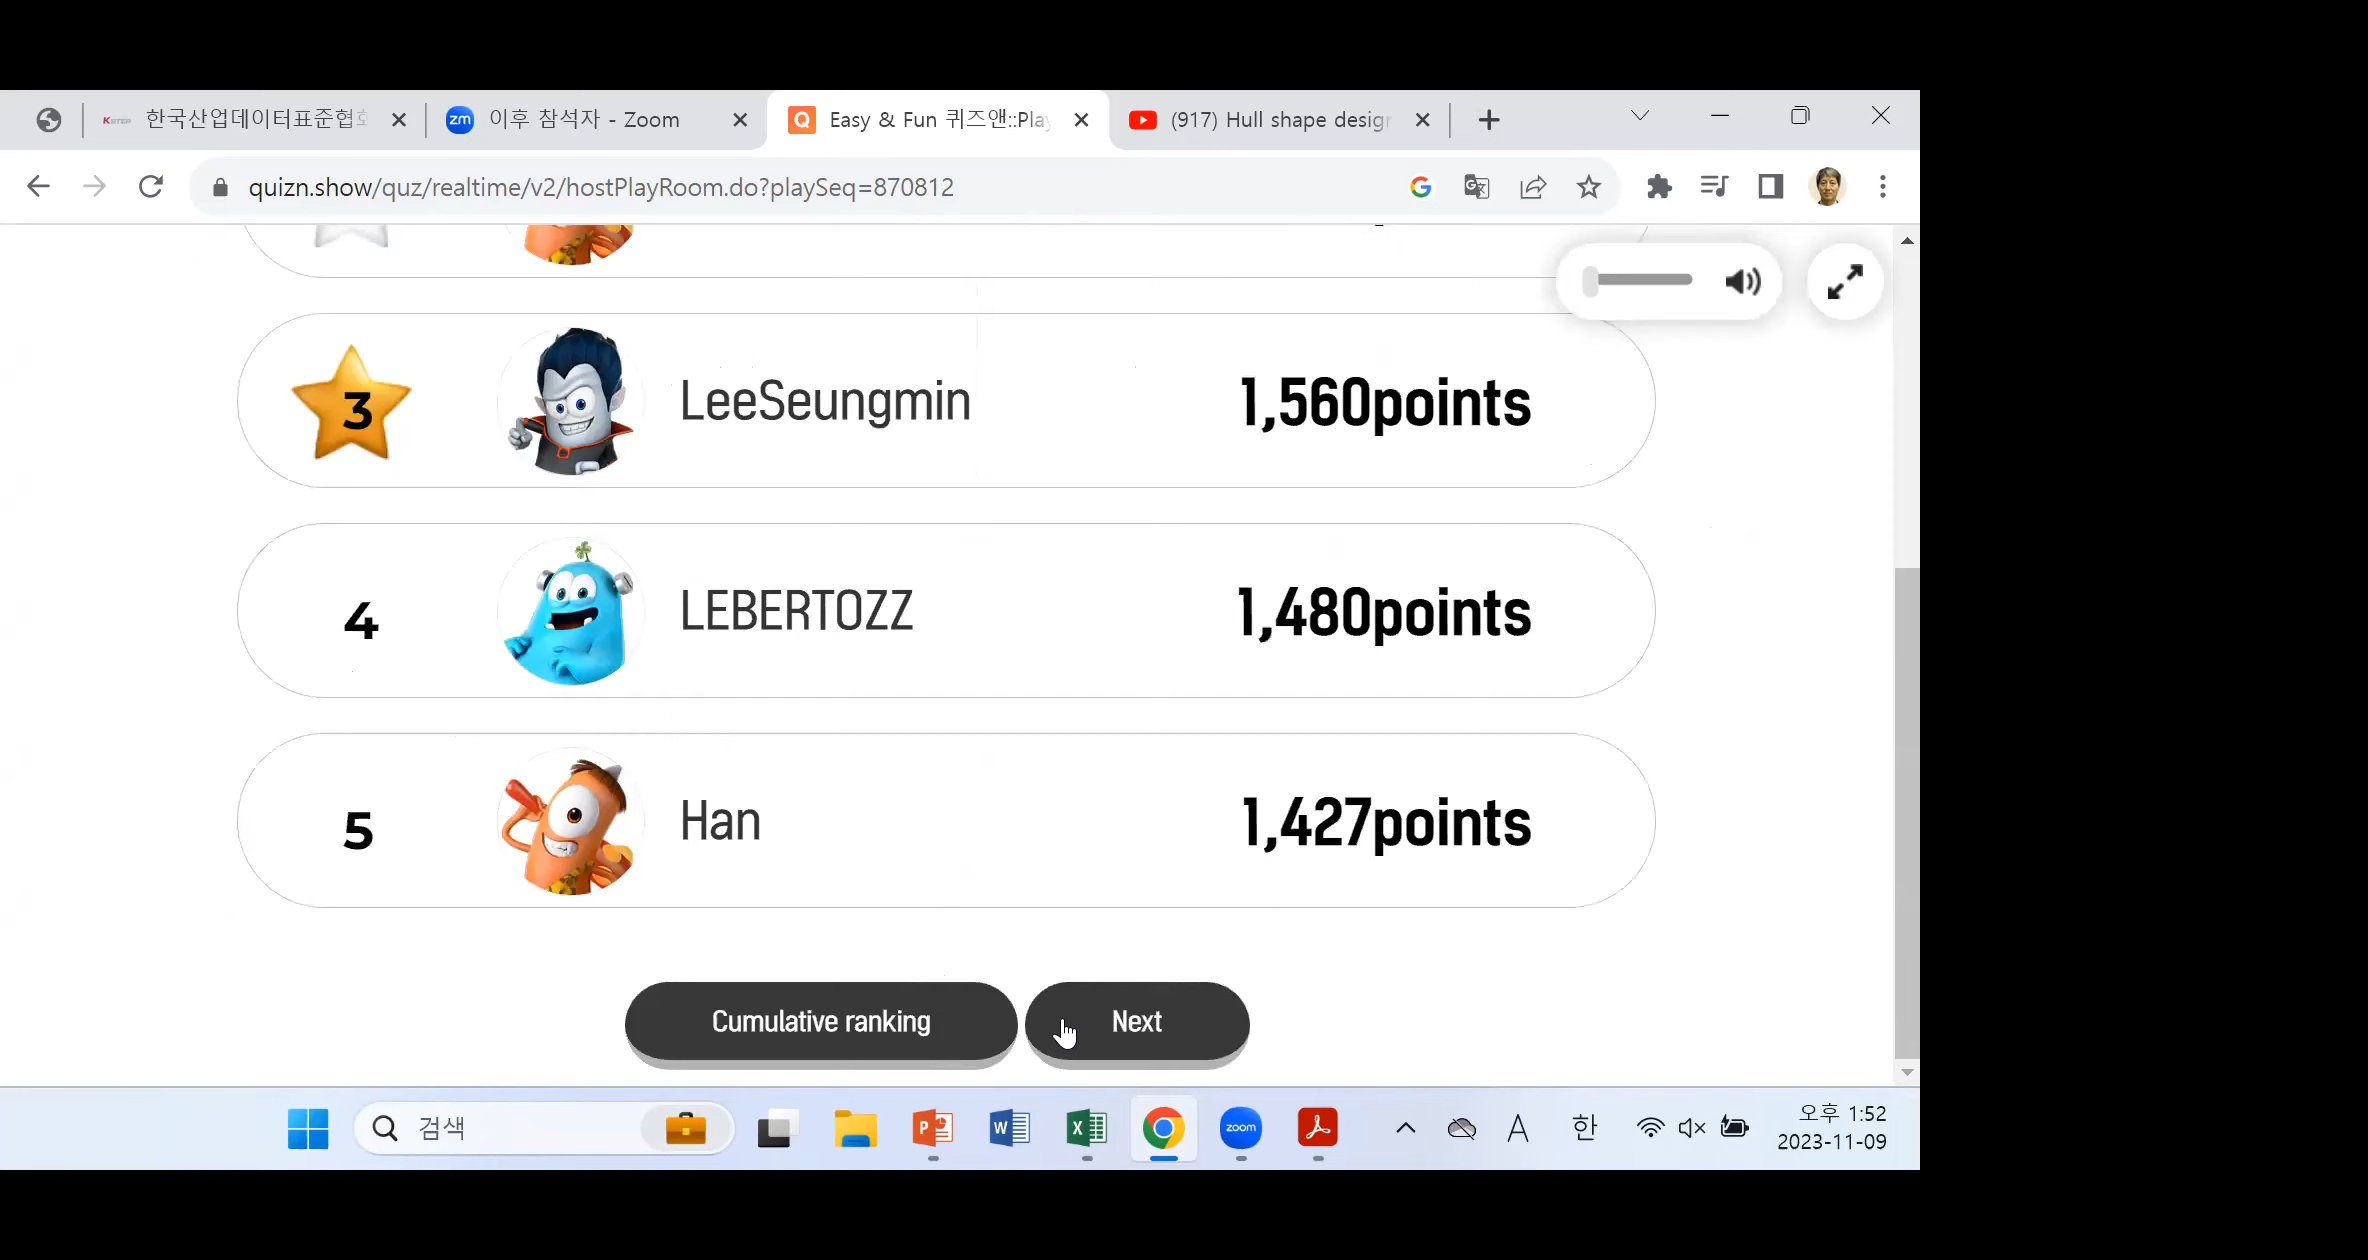 한국산업데이터표준협
이후 참석자 - Zoom
Easy & Fun 퀴즈앤::Pla
(917) Hull shape desig
quizn.show/quz/realtime/v2/hostPlayRoom.do?playSeq=870812
3
LeeSeungmin
1,560points
4
LEBERTOZZ
1,480points
5
Han
1,427points
Cumulative ranking
Next
검색
zoom
A
한
오후 1:52
2023-11-09